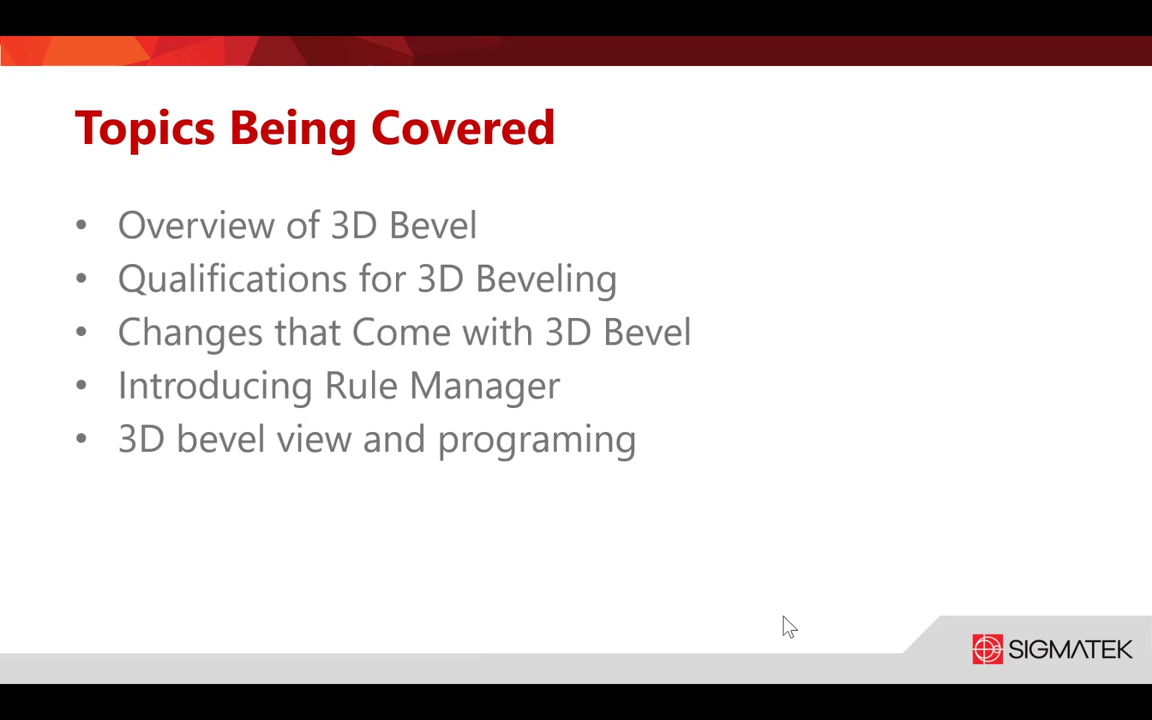 Topics Being Covered
• Overview of 3D Bevel
• Qualifications for 3D Beveling
• Changes that Come with 3D Bevel
• Introducing Rule Manager
• 3D bevel view and programing
SIGMATEK